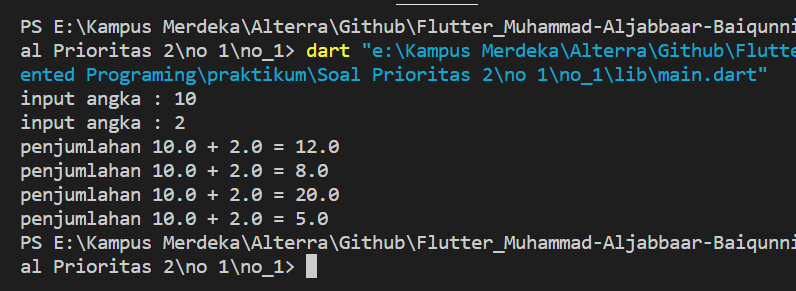 PS E:\Kampus Merdeka\Alterra\Github\Flutter_Muhammad-Aljabbaar-Baiqunni
al Prioritas 2\no 1\no_1> dart "e:\Kampus Merdeka\Alterra\Github\Flutte
ented Programing\praktikum\Soal Prioritas 2\no 1\no_1\lib\main.dart"
input angka : 10
input angka : 2
penjumlahan 10.0 + 2.0 = 12.0
penjumlahan 10.0 + 2.0 = 8.0
penjumlahan 10.0 + 2.0 = 20.0
penjumlahan 10.0 + 2.0 = 5.0
PS E:\Kampus Merdeka\Alterra\Github\Flutter_Muhammad-Aljabbaar-Baiqunni
al Prioritas 2\no 1\no_1>